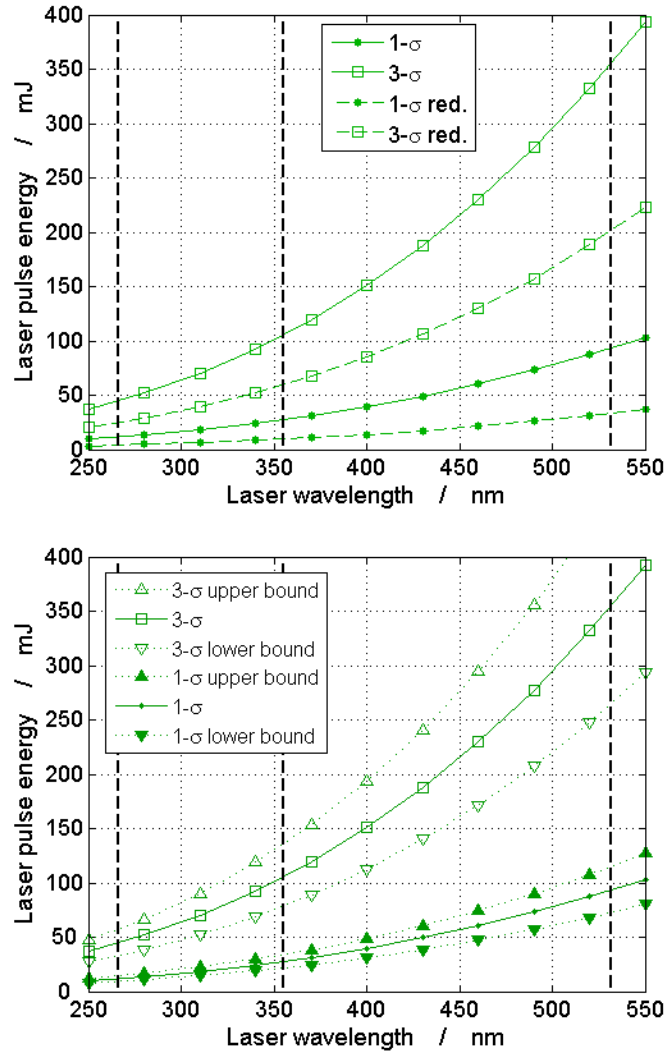 400
350
300
250
200
150
100
50
0
Laser pulse energy / mJ
1-σ
3-σ
1-σ red.
3-σ red.
250 300 350 400 450 500 550
Laser wavelength / nm
400
350
300
250
200
150
100
50
0
Laser pulse energy / mJ
3-σ upper bound
3-σ
3-σ lower bound
1-σ upper bound
1-σ
1-σ lower bound
250 300 350 400 450 500 550
Laser wavelength / nm